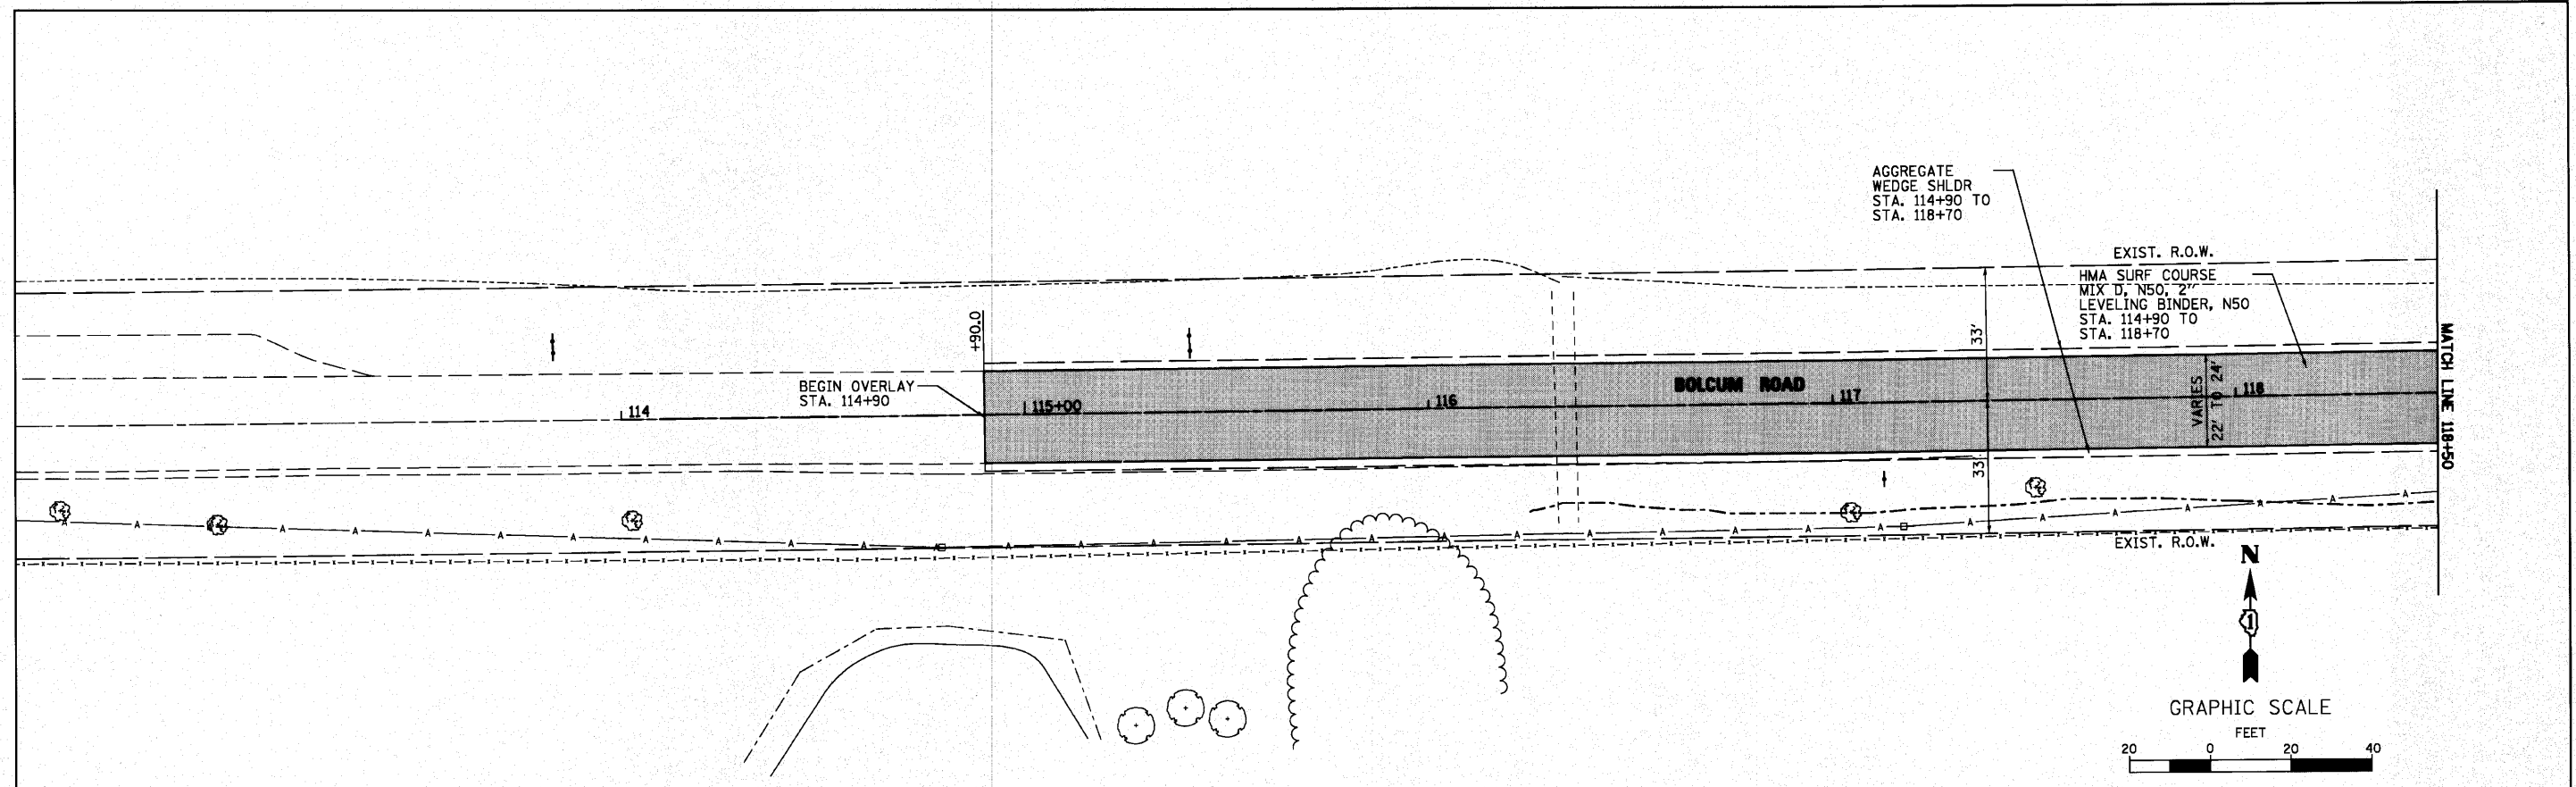 AGGREGATE
WEDGE SHLDR
STA. 114+90 TO
STA. 118+70
EXIST. R.O.W.
HMA SURF COURSE
MIX D, N50, 2"
LEVELING BINDER, N50
STA. 114+90 TO
STA. 118+70
+90.0
33'
MATCH LINE 118+50
BEGIN OVERLAY
STA. 114+90
BOLCUM ROAD
114
115+00
116
117
118
VARIES
22' TO 24'
33'
A A A A A A A A A A A A A A A A A A A A A A A A A A A A A A A A A
EXIST. R.O.W.
N
1
GRAPHIC SCALE
FEET
20 0 20 40